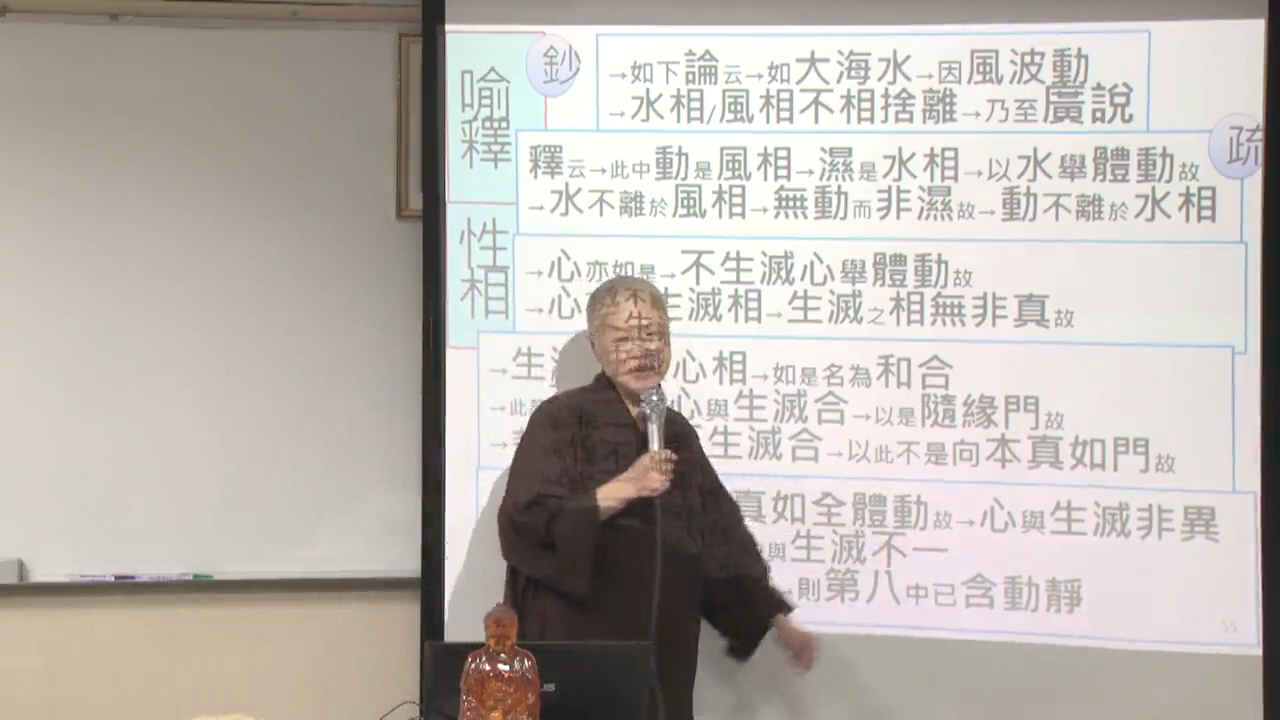 喻釋
鈔
→如下論云→如大海水→因風波動
→水相/風相不相捨離→乃至廣說
疏
釋云→此中動是風相→濕是水相→以水舉體動故
→水不離於風相→無動而非濕故→動不離於水相
性相
→心亦如是→不生滅心舉體動故
→心 生滅相→生滅之相無非真故
→生 心相→如是名為和合
→此 心與生滅合→以是隨緣門故
→ 生滅合→以此不是向本真如門故
真如全體動故→心與生滅非異
與生滅不一
則第八中已含動靜
55